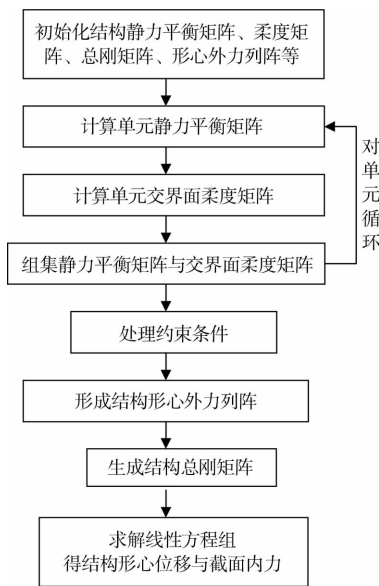 初始化结构静力平衡矩阵、柔度矩
阵、总刚矩阵、形心外力列阵等
计算单元静力平衡矩阵
计算单元交界面柔度矩阵
组集静力平衡矩阵与交界面柔度矩阵
对
单
元
循
环
处理约束条件
形成结构形心外力列阵
生成结构总刚矩阵
求解线性方程组
得结构形心位移与截面内力